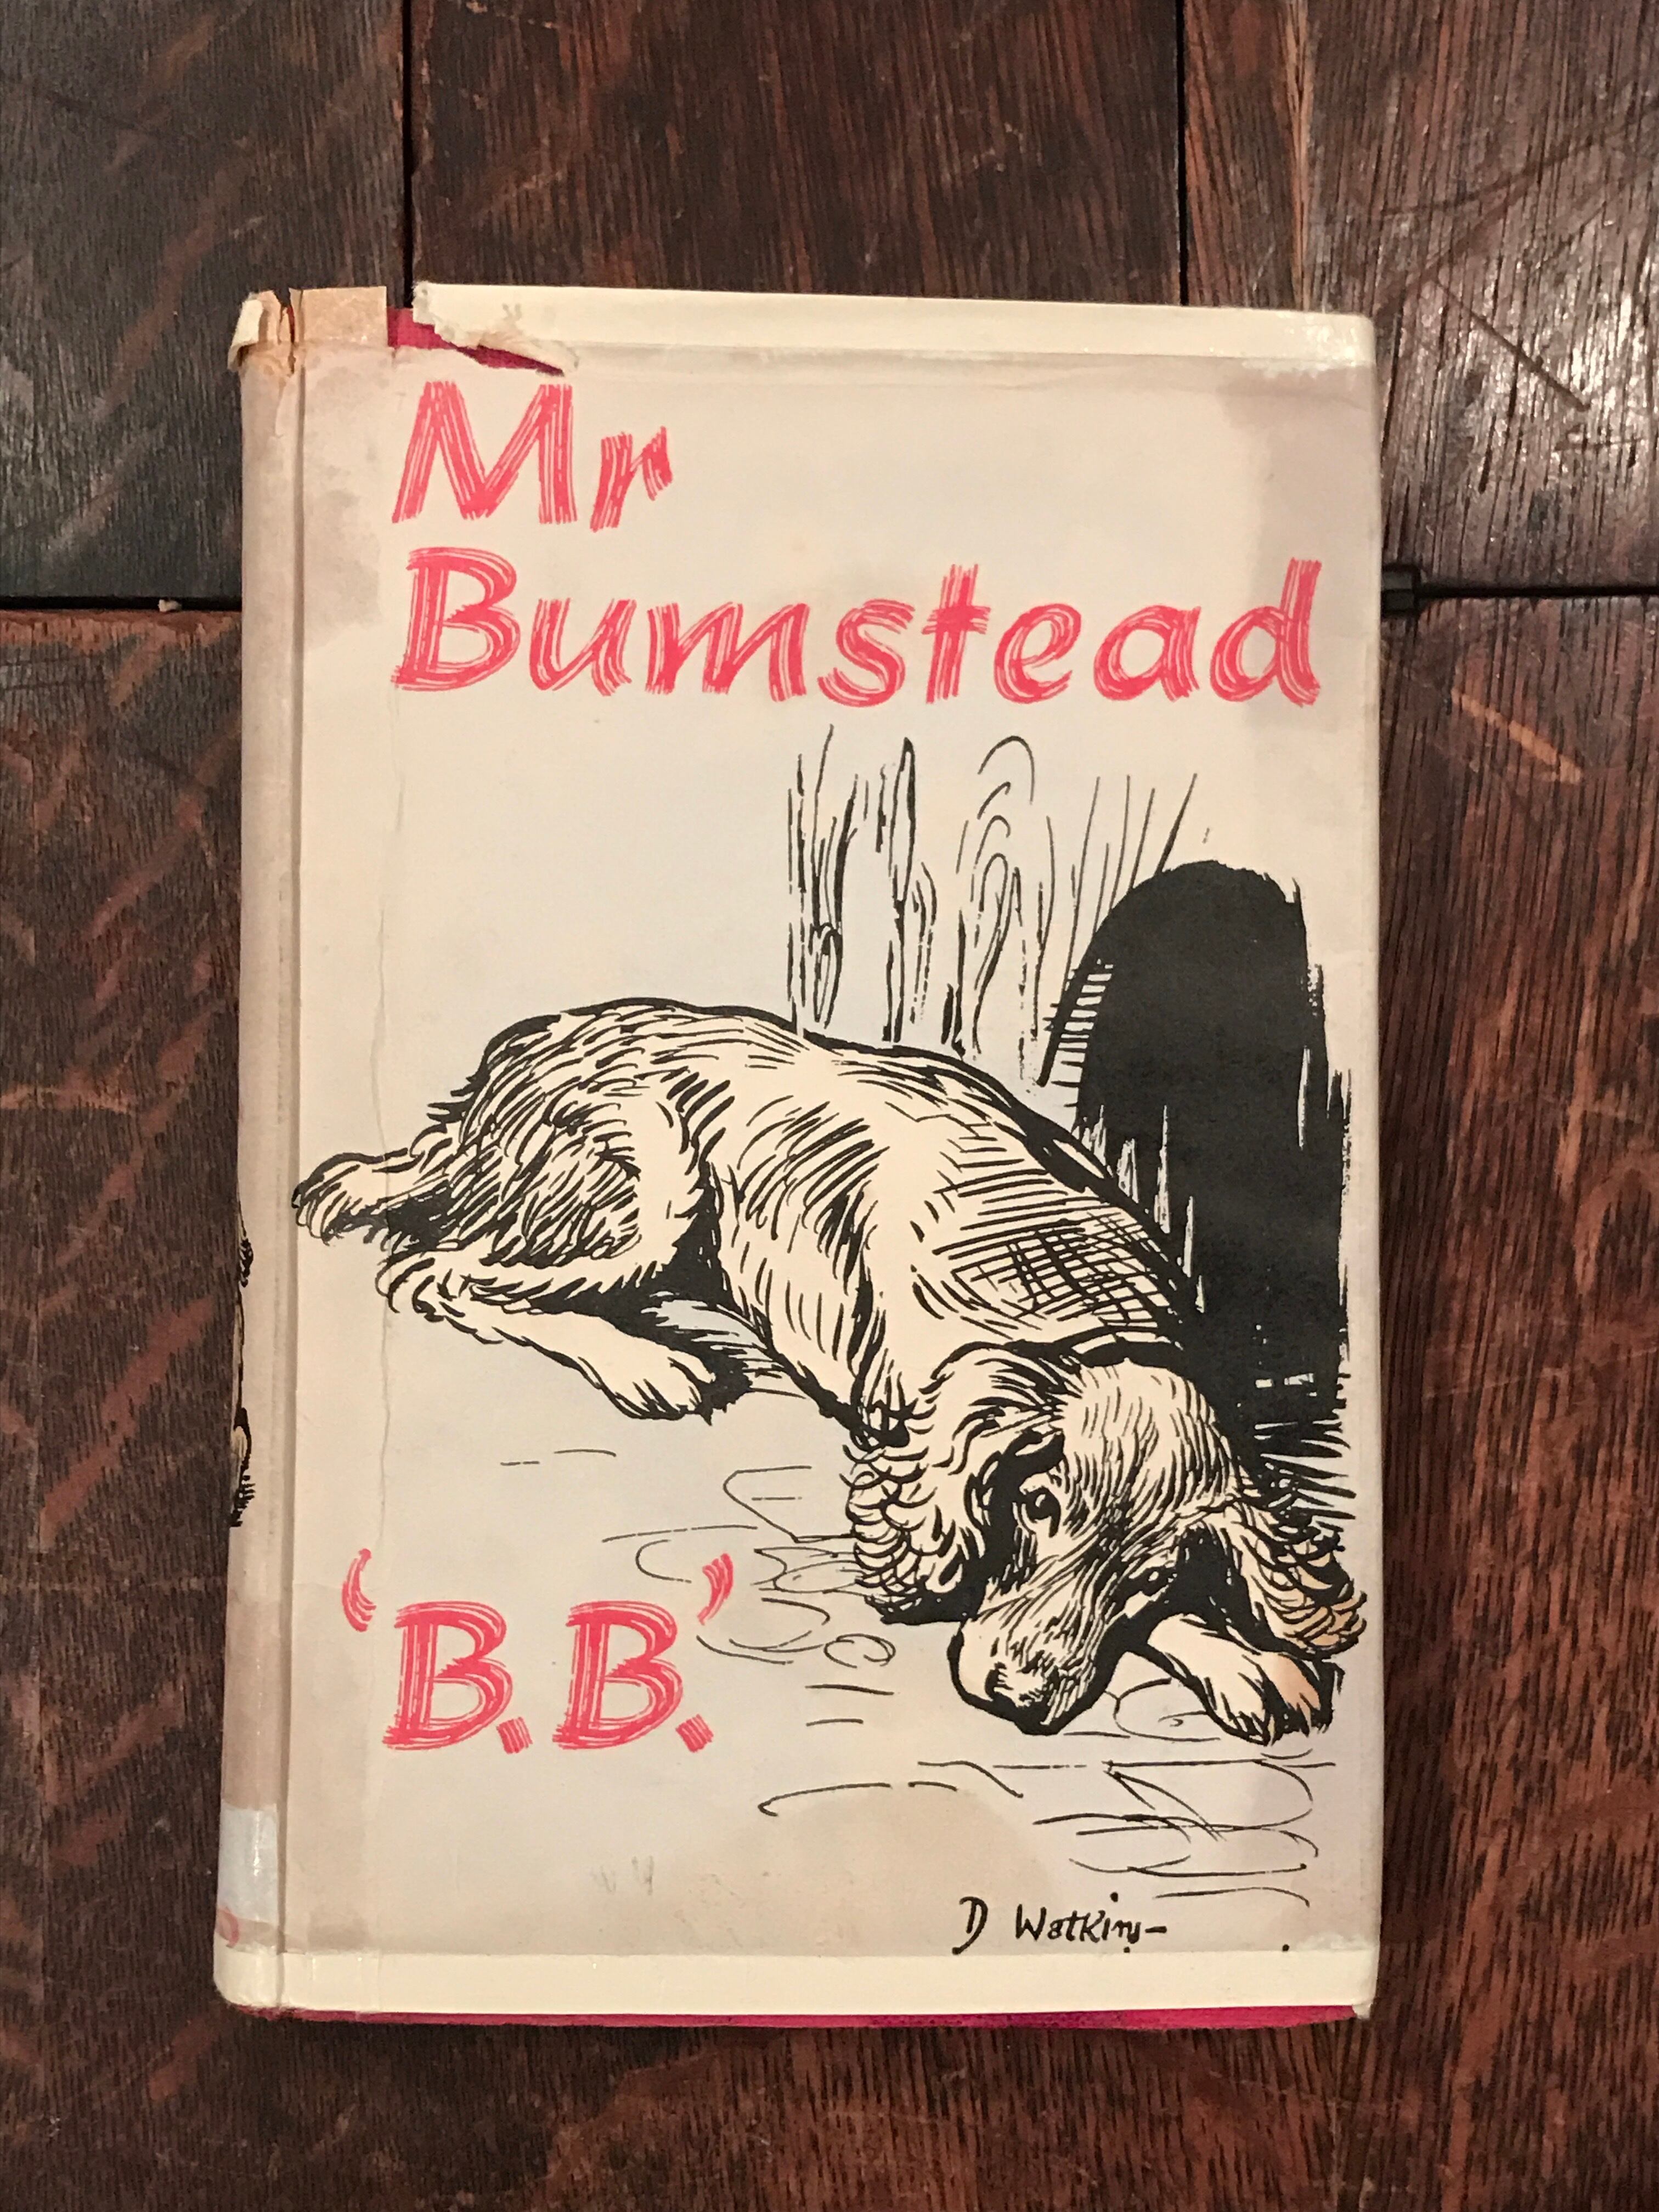 Mr
Bumstead
'B.B.'
D Watkins